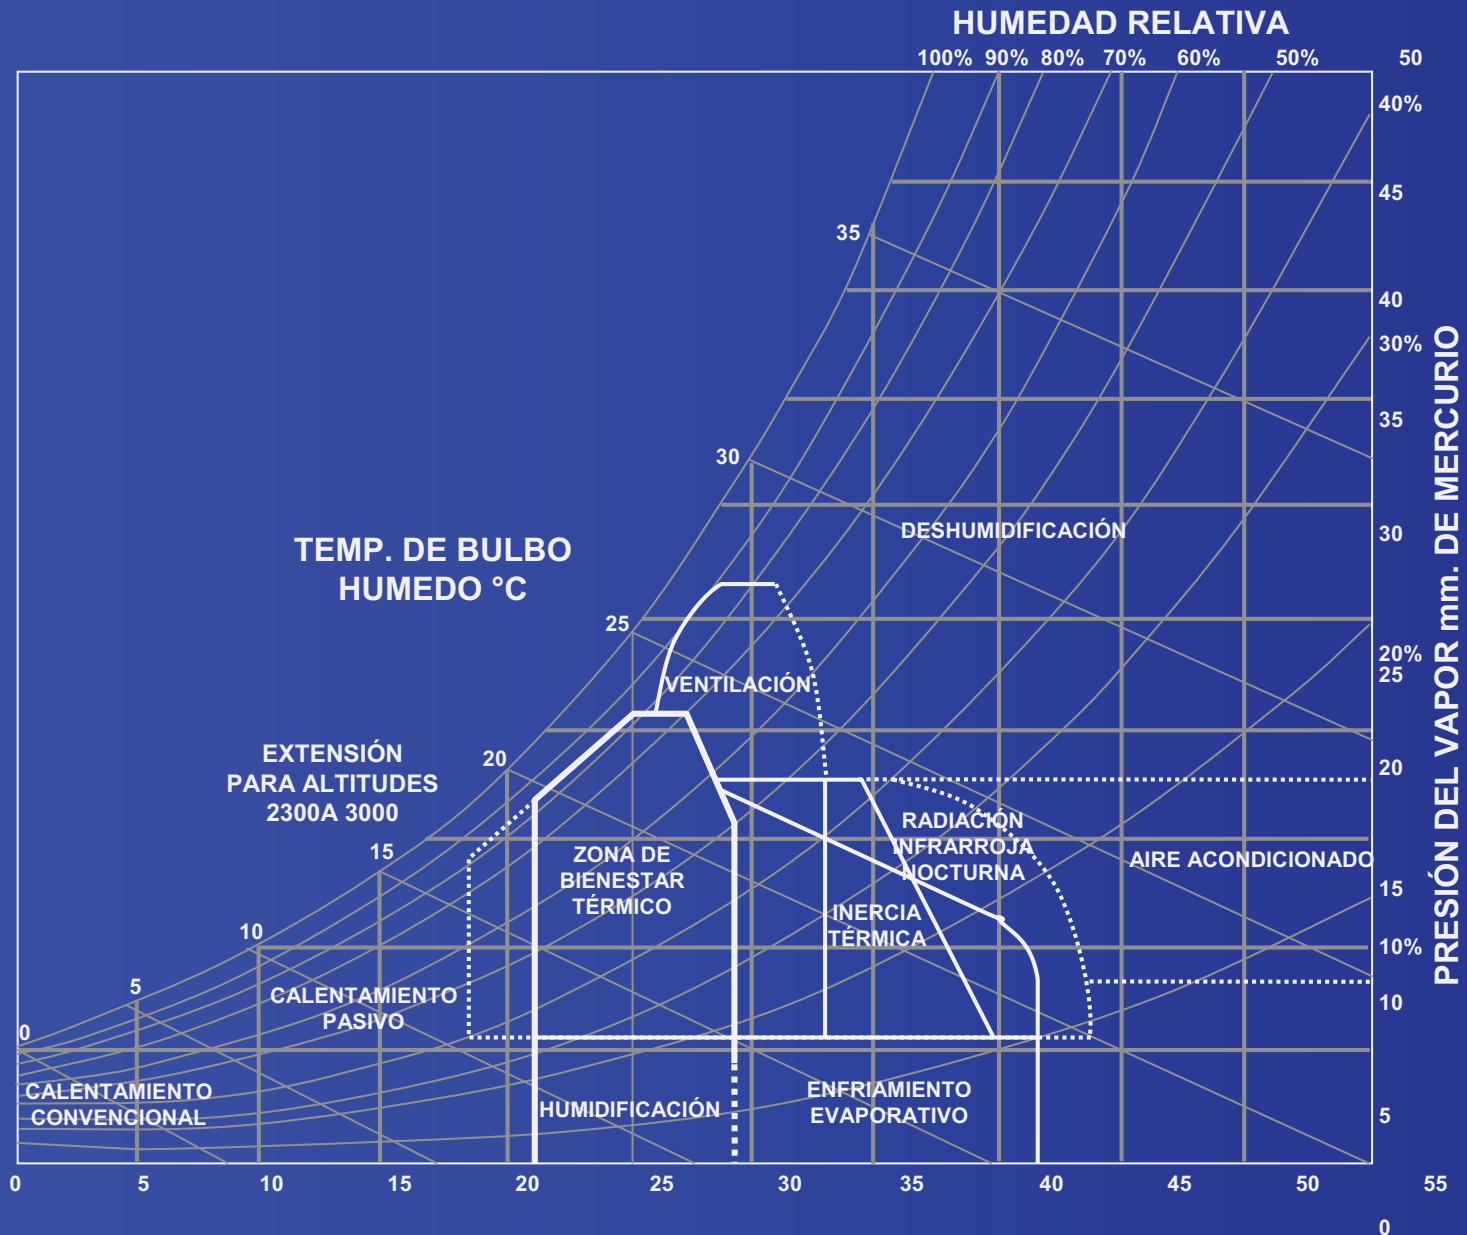 HUMEDAD RELATIVA
100% 90% 80% 70% 60% 50% 50
40%
45
35
40
30%
35
30
DESHUMIDIFICACIÓN
30
TEMP. DE BULBO
HUMEDO °C
25
20%
25
VENTILACIÓN
EXTENSIÓN
PARA ALTITUDES
2300A 3000
20
20
RADIACIÓN
INFRARROJA
NOCTURNA
15
ZONA DE
BIENESTAR
TÉRMICO
AIRE ACONDICIONADO
15
INERCIA
TÉRMICA
10
10%
5
CALENTAMIENTO
PASIVO
10
0
CALENTAMIENTO
CONVENCIONAL
HUMIDIFICACIÓN
ENFRIAMIENTO
EVAPORATIVO
5
0 5 10 15 20 25 30 35 40 45 50 55
0
PRESIÓN DEL VAPOR mm. DE MERCURIO